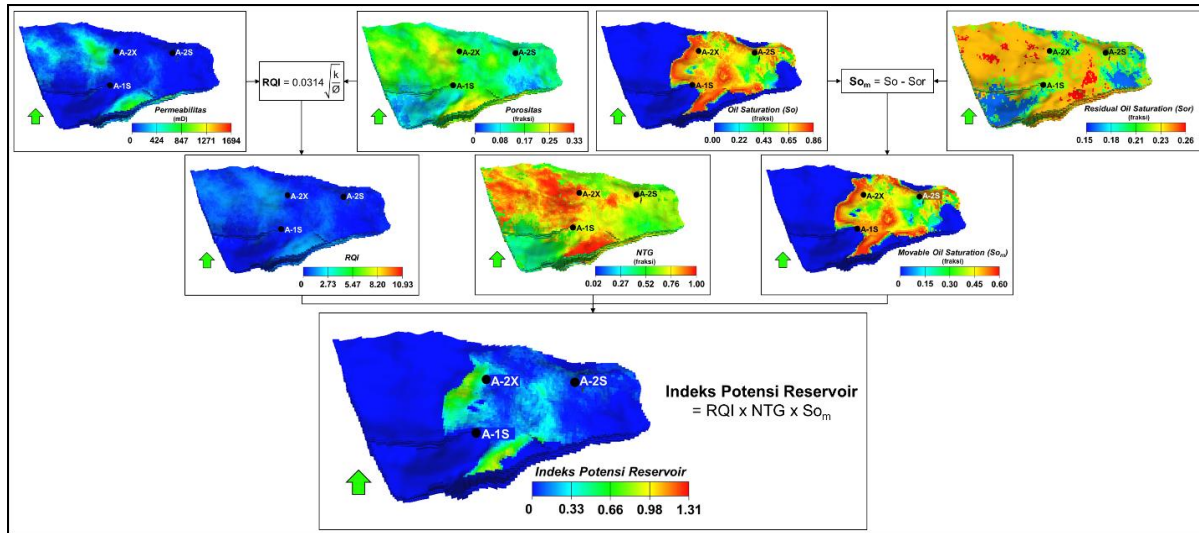 A-2X
A-2S
A-1S
Permeabilitas
(mD)
0 424 847 1271 1694
RQI = 0.0314 √(k/Ø)
A-2X
A-2S
A-1S
Porositas
(fraksi)
0 0.08 0.17 0.25 0.33
A-2X
A-2S
A-1S
Oil Saturation (So)
(fraksi)
0.00 0.22 0.43 0.65 0.86
So_m = So - Sor
A-2X
A-2S
A-1S
Residual Oil Saturation (Sor)
(fraksi)
0.15 0.18 0.21 0.23 0.26
A-2X
A-2S
A-1S
RQI
0 2.73 5.47 8.20 10.93
A-2X
A-2S
A-1S
NTG
(fraksi)
0.02 0.27 0.52 0.76 1.00
A-2X
A-2S
A-1S
Movable Oil Saturation (So_m)
(fraksi)
0 0.15 0.30 0.45 0.60
A-2X
A-2S
A-1S
Indeks Potensi Reservoir
= RQI x NTG x So_m
Indeks Potensi Reservoir
0 0.33 0.66 0.98 1.31